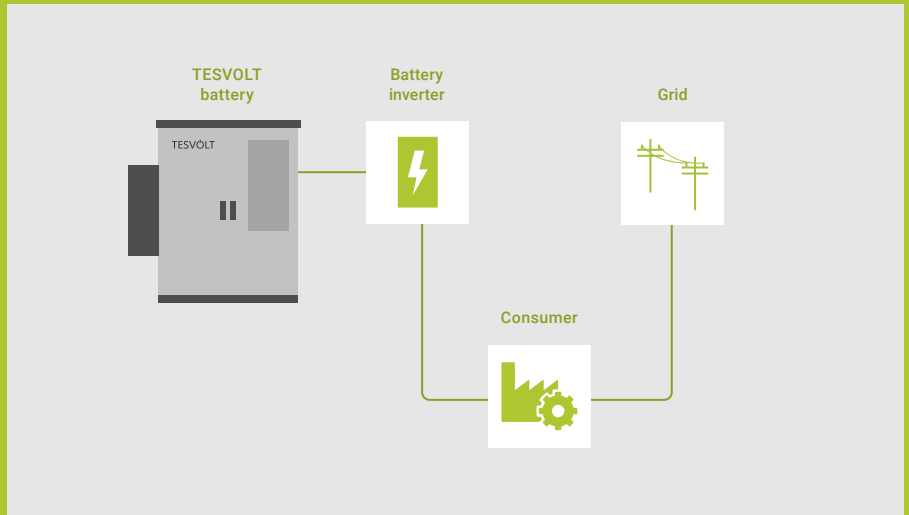 TESVOLT
battery
Battery
inverter
Grid
TESVOLT
Consumer